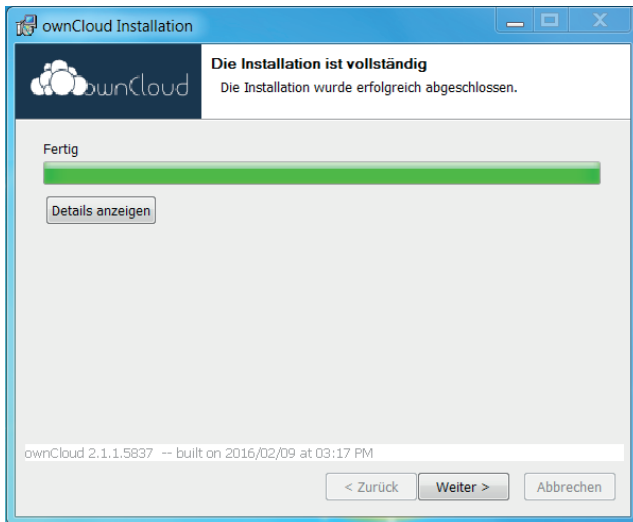 ownCloud Installation
ownCloud
Die Installation ist vollständig
Die Installation wurde erfolgreich abgeschlossen.
Fertig
Details anzeigen
ownCloud 2.1.1.5837 -- built on 2016/02/09 at 03:17 PM
< Zurück
Weiter >
Abbrechen